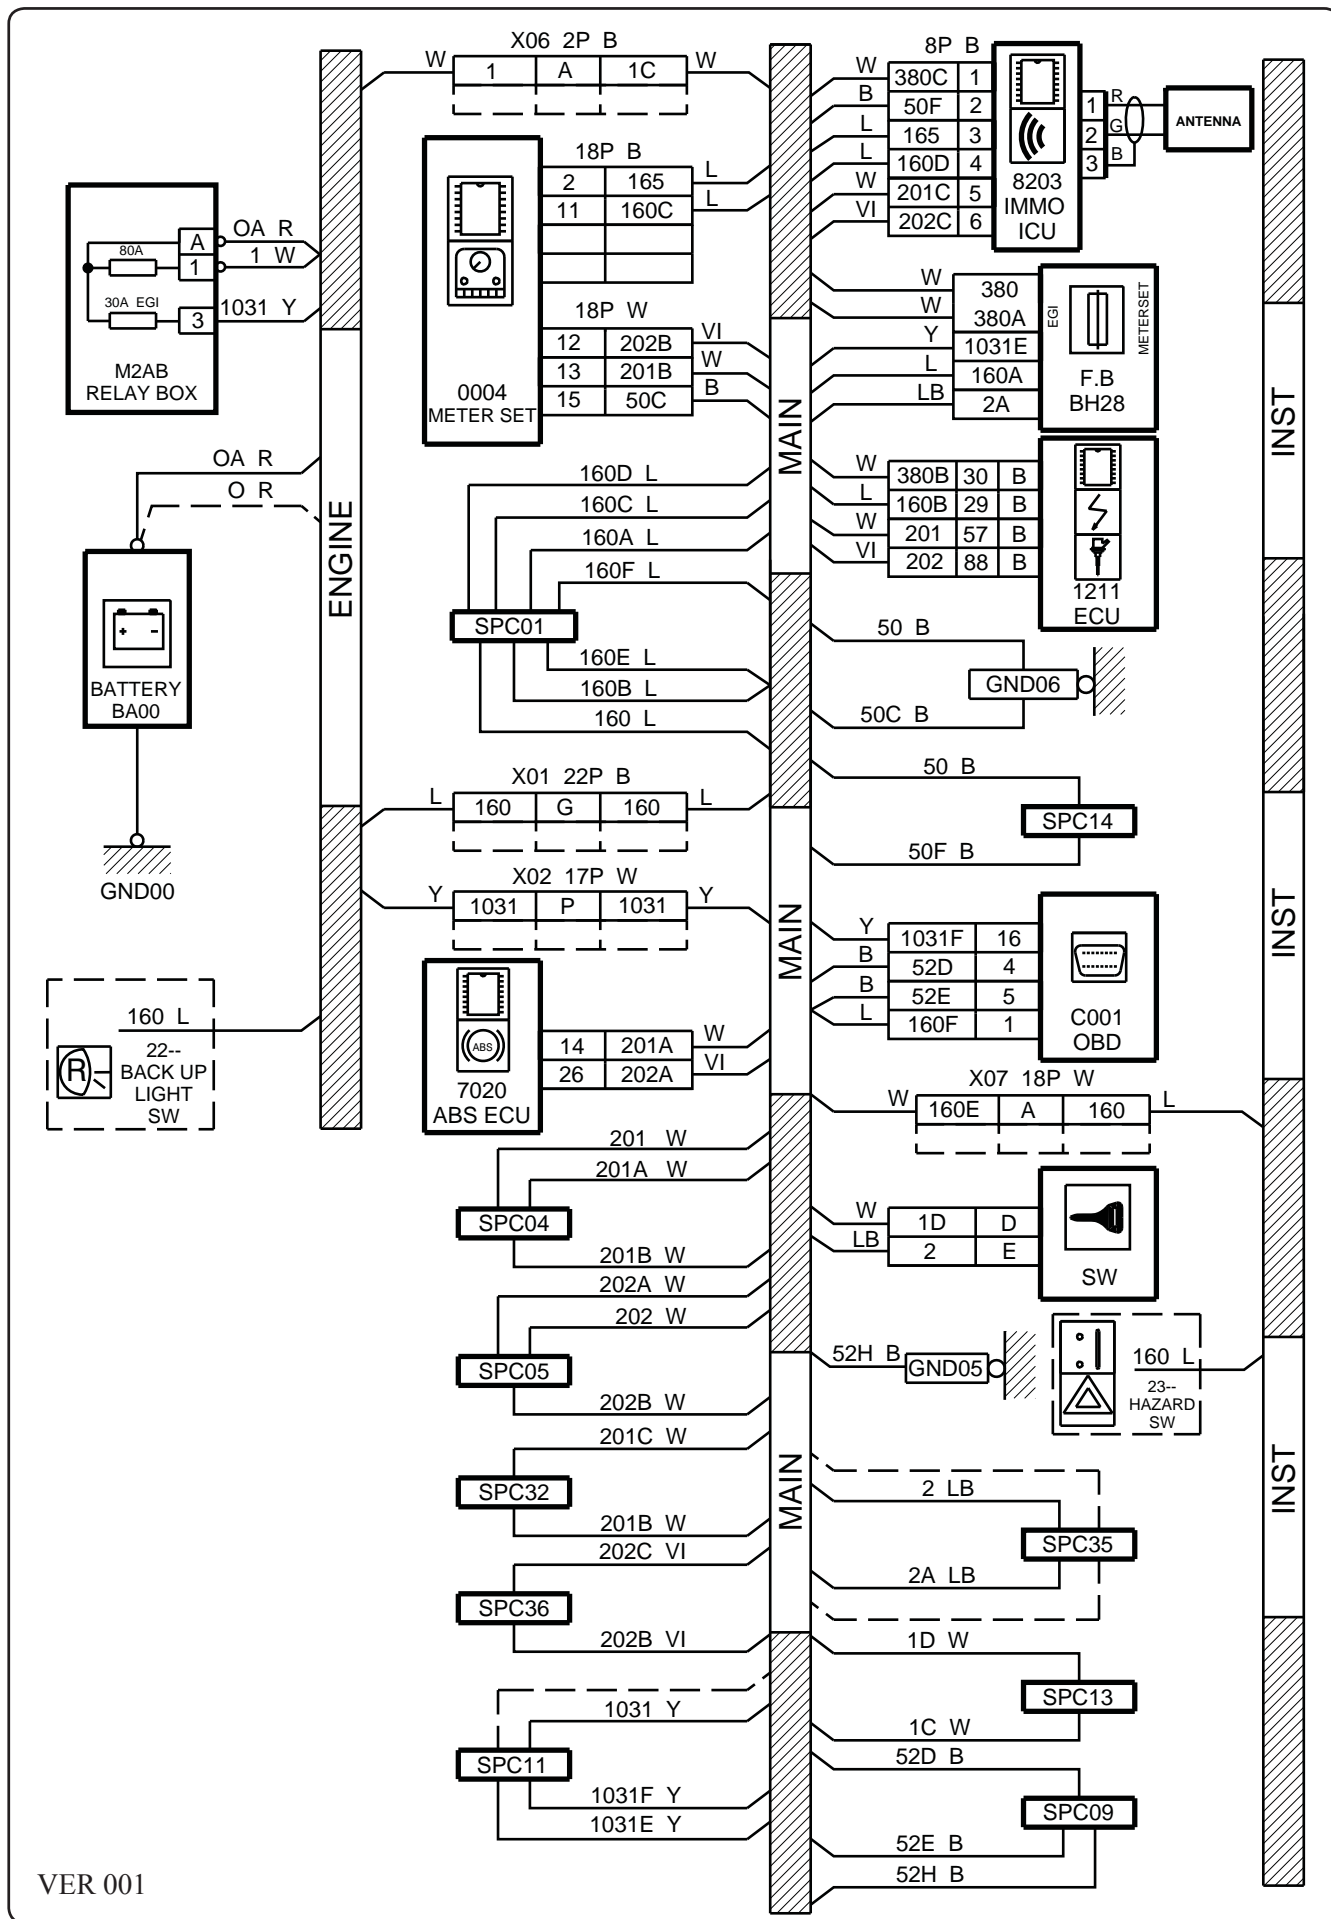 X06 2P B
W 1 A 1C W
18P B
2 165 L
11 160C L
18P W
12 202B VI
13 201B W
15 50C B
0004
METER SET
80A
A OA R
1 1 W
30A EGI
3 1031 Y
M2AB
RELAY BOX
OA R
O R
+ -
BATTERY
BA00
GND00
ENGINE
160D L
160C L
160A L
160F L
SPC01
160E L
160B L
160 L
X01 22P B
L 160 G 160 L
X02 17P W
Y 1031 P 1031 Y
160 L
R
22--
BACK UP
LIGHT
SW
ABS
14 201A W
26 202A VI
7020
ABS ECU
201 W
201A W
SPC04
201B W
202A W
202 W
SPC05
202B W
201C W
SPC32
201B W
202C VI
SPC36
202B VI
1031 Y
SPC11
1031F Y
1031E Y
MAIN
MAIN
MAIN
8P B
W 380C 1
B 50F 2
L 165 3
L 160D 4
W 201C 5
VI 202C 6
8203
IMMO
ICU
1 R
2 G
3 B
ANTENNA
W 380
W 380A
Y 1031E
L 160A
LB 2A
EGI
METERSET
F.B
BH28
W 380B 30 B
L 160B 29 B
W 201 57 B
VI 202 88 B
1211
ECU
50 B
GND06
50C B
50 B
SPC14
50F B
Y 1031F 16
B 52D 4
B 52E 5
L 160F 1
C001
OBD
X07 18P W
W 160E A 160 L
W 1D D
LB 2 E
SW
52H B
GND05
160 L
23--
HAZARD
SW
2 LB
SPC35
2A LB
1D W
SPC13
1C W
52D B
SPC09
52E B
52H B
INST
INST
INST
VER 001